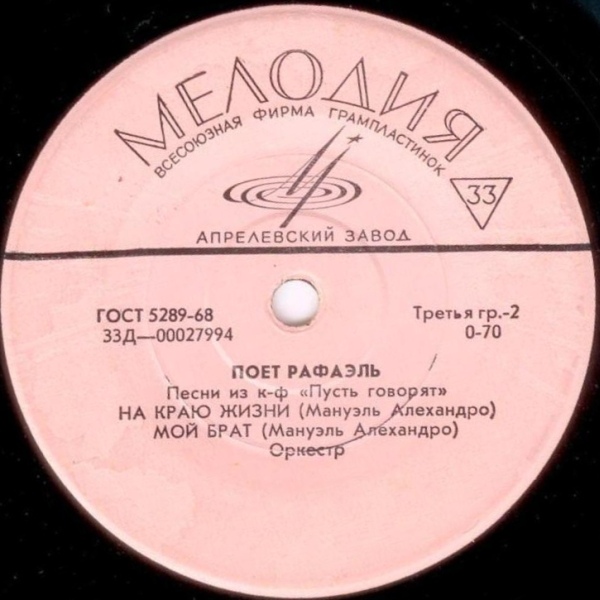 МЕЛОДИЯ
ВСЕСОЮЗНАЯ ФИРМА ГРАМПЛАСТИНОК
33
АПРЕЛЕВСКИЙ ЗАВОД
ГОСТ 5289-68
33Д—00027994
Третья гр.-2
0-70
ПОЕТ РАФАЭЛЬ
Песни из к-ф «Пусть говорят»
НА КРАЮ ЖИЗНИ (Мануэль Алехандро)
МОЙ БРАТ (Мануэль Алехандро)
Оркестр